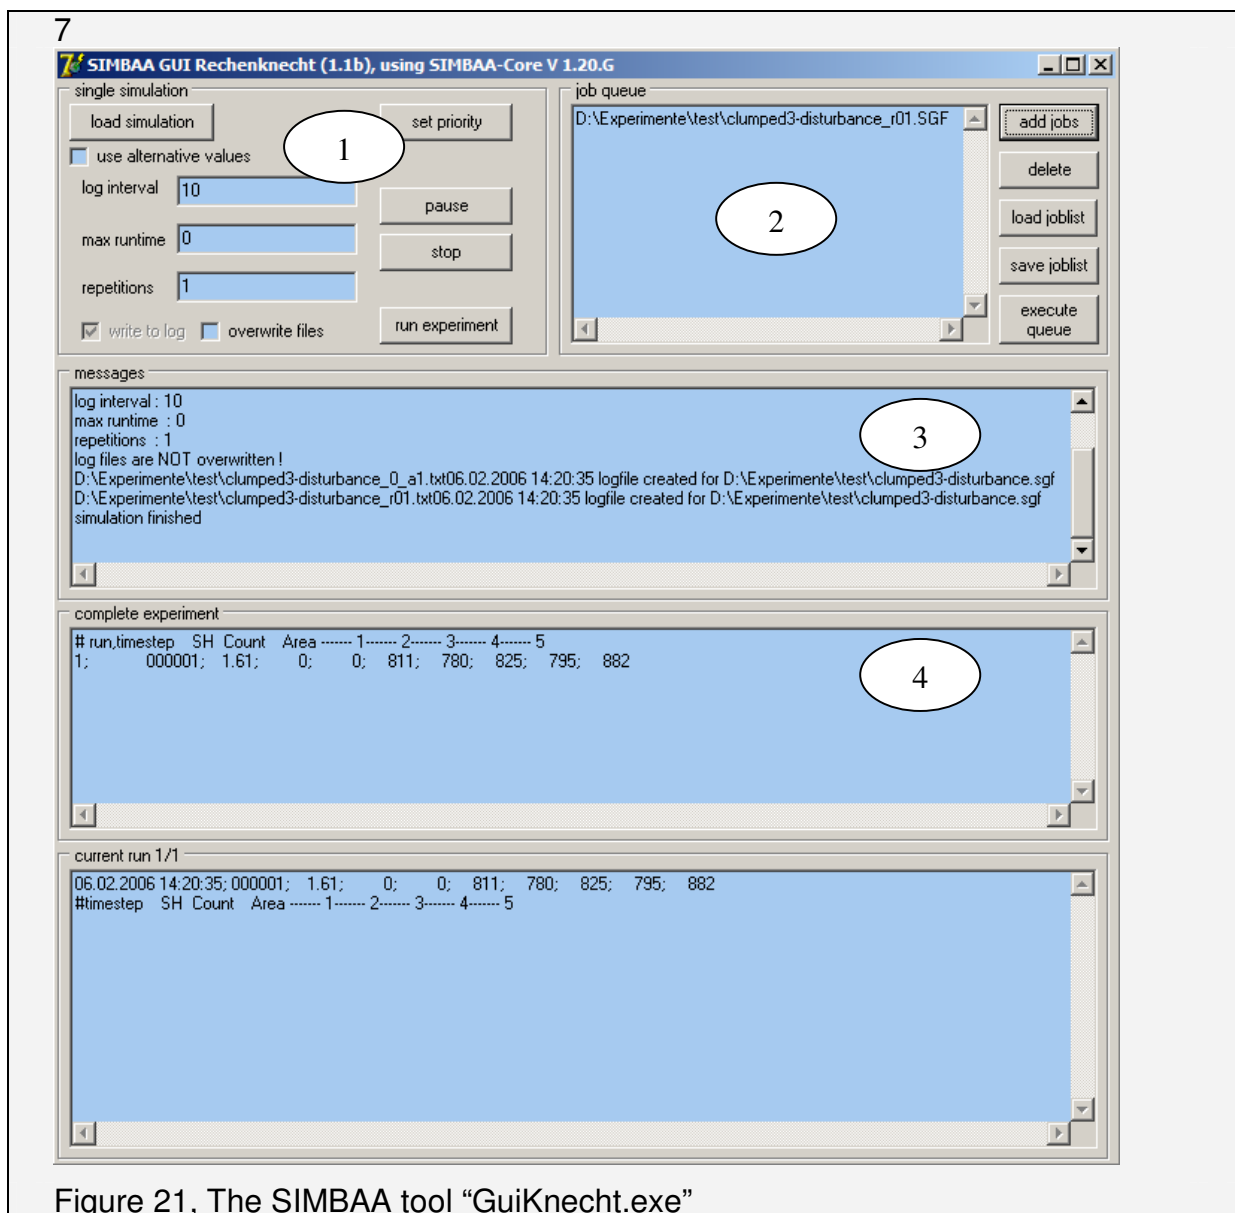 7
SIMBAA GUI Rechenknecht (1.1b), using SIMBAA-Core V 1.20.G
single simulation
load simulation
set priority
1
use alternative values
log interval 10
pause
max runtime 0
stop
repetitions 1
write to log overwrite files
run experiment
job queue
D:\Experimente\test\clumped3-disturbance_r01.SGF
2
add jobs
delete
load joblist
save joblist
execute
queue
messages
log interval : 10
max runtime : 0
repetitions : 1
log files are NOT overwritten !
D:\Experimente\test\clumped3-disturbance_0_a1.txt06.02.2006 14:20:35 logfile created for D:\Experimente\test\clumped3-disturbance.sgf
D:\Experimente\test\clumped3-disturbance_r01.txt06.02.2006 14:20:35 logfile created for D:\Experimente\test\clumped3-disturbance.sgf
simulation finished
3
complete experiment
# run,timestep SH Count Area ------- 1------- 2------- 3------- 4------- 5
1; 000001; 1.61; 0; 0; 811; 780; 825; 795; 882
4
current run 1/1
06.02.2006 14:20:35; 000001; 1.61; 0; 0; 811; 780; 825; 795; 882
#timestep SH Count Area ------- 1------- 2------- 3------- 4------- 5
Figure 21, The SIMBAA tool “GuiKnecht.exe”